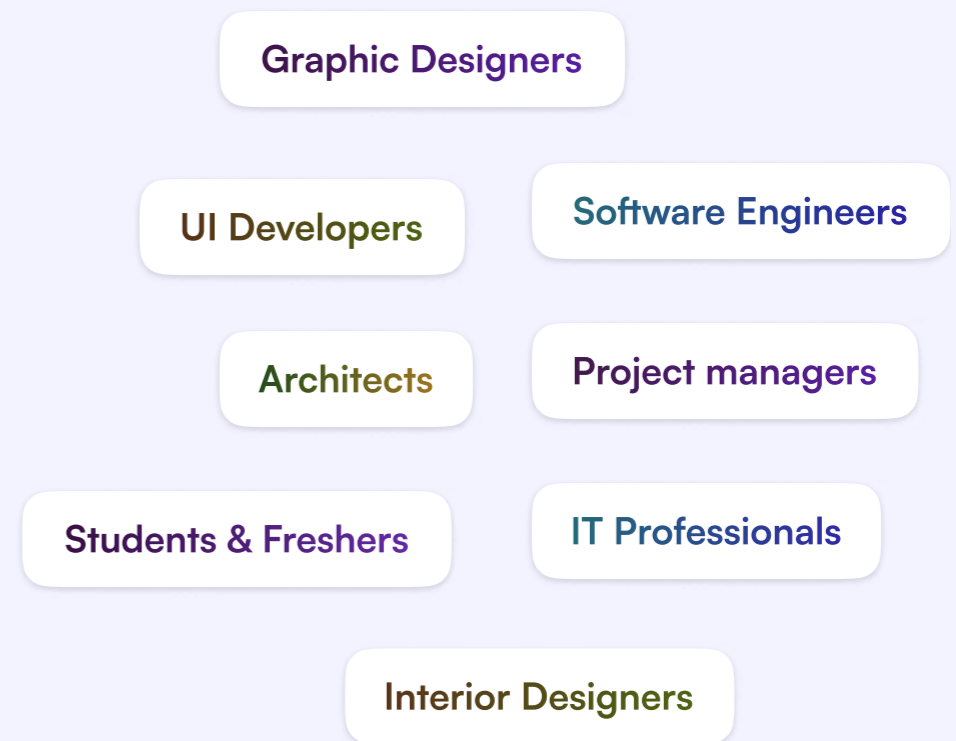 Graphic Designers
UI Developers
Software Engineers
Architects
Project managers
Students & Freshers
IT Professionals
Interior Designers